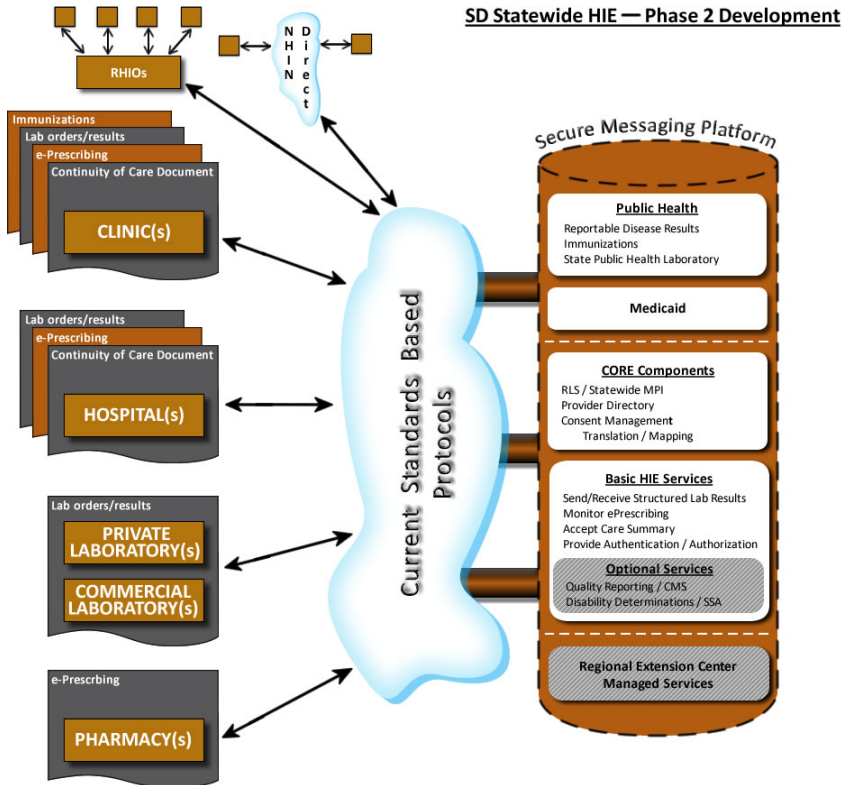 SD Statewide HIE — Phase 2 Development
NHIN
Direct
RHIOs
Immunizations
Lab orders/results
e-Prescribing
Continuity of Care Document
CLINIC(s)
Lab orders/results
e-Prescribing
Continuity of Care Document
HOSPITAL(s)
Lab orders/results
PRIVATE
LABORATORY(s)
COMMERCIAL
LABORATORY(s)
e-Prescrbing
PHARMACY(s)
Current Standards Based
Protocols
Secure Messaging Platform
Public Health
Reportable Disease Results
Immunizations
State Public Health Laboratory
Medicaid
CORE Components
RLS / Statewide MPI
Provider Directory
Consent Management
Translation / Mapping
Basic HIE Services
Send/Receive Structured Lab Results
Monitor ePrescribing
Accept Care Summary
Provide Authentication / Authorization
Optional Services
Quality Reporting / CMS
Disability Determinations / SSA
Regional Extension Center
Managed Services